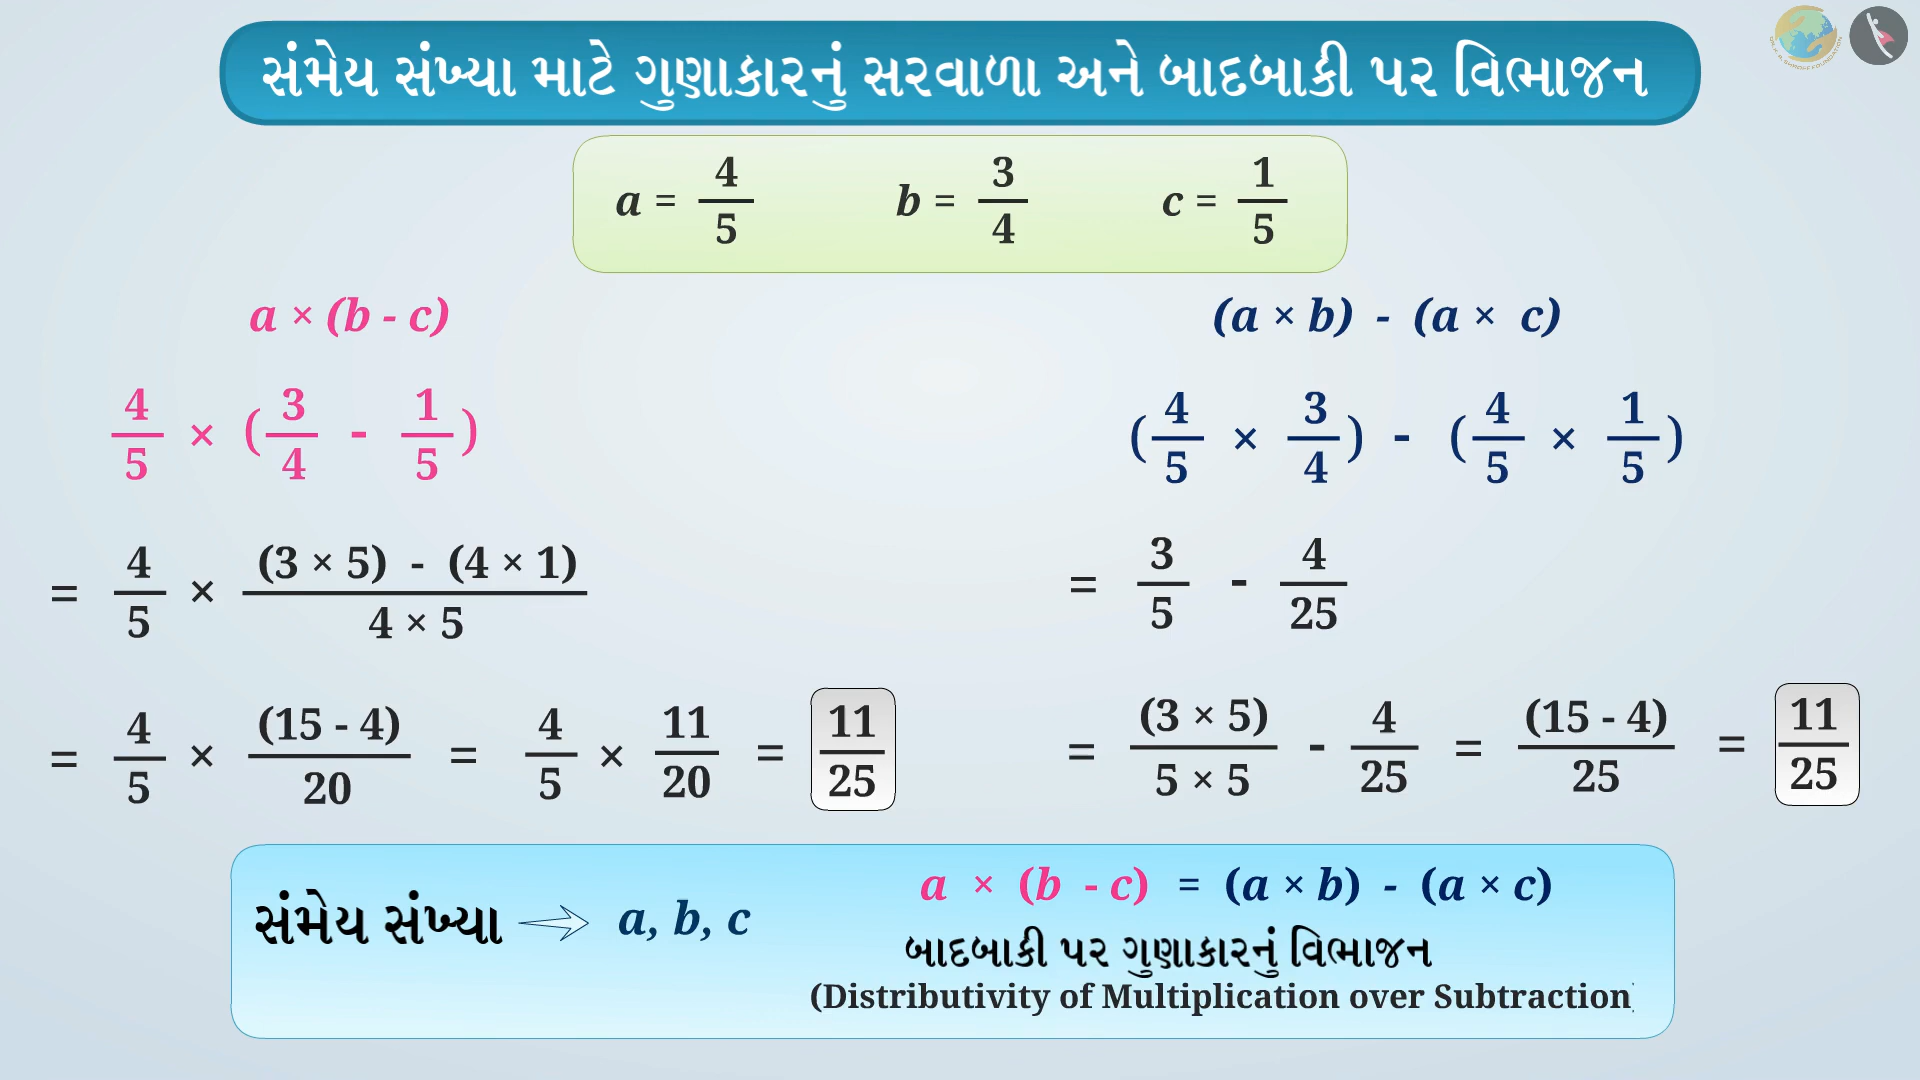 સંમેય સંખ્યા માટે ગુણાકારનું સરવાળા અને બાદબાકી પર વિભાજન
a = 4/5 b = 3/4 c = 1/5
a × (b - c)
4/5 × (3/4 - 1/5)
= 4/5 × (3 × 5) - (4 × 1) / 4 × 5
= 4/5 × (15 - 4)/20 = 4/5 × 11/20 = 11/25
(a × b) - (a × c)
(4/5 × 3/4) - (4/5 × 1/5)
= 3/5 - 4/25
= (3 × 5)/5 × 5 - 4/25 = (15 - 4)/25 = 11/25
સંમેય સંખ્યા a, b, c
a × (b - c) = (a × b) - (a × c)
બાદબાકી પર ગુણાકારનું વિભાજન
(Distributivity of Multiplication over Subtraction